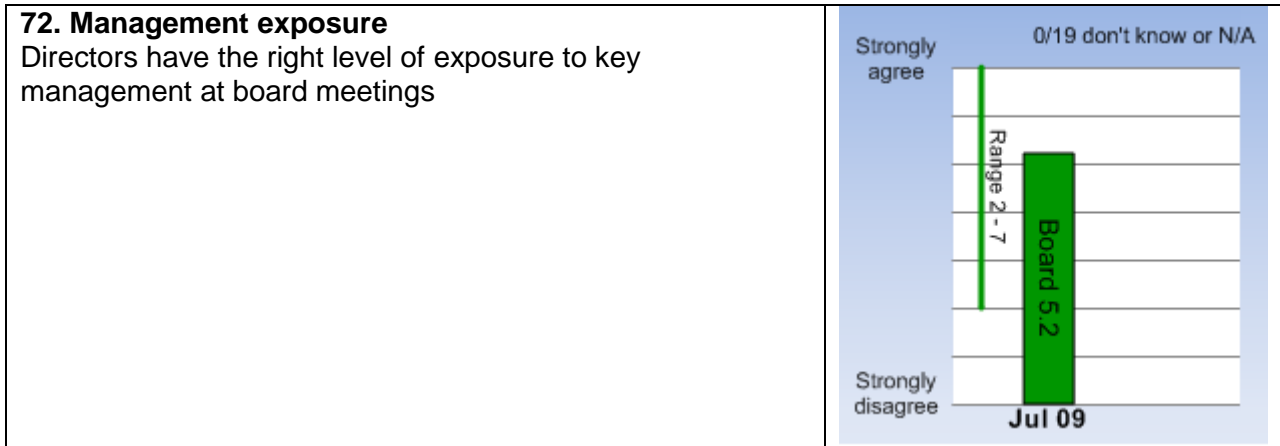 72. Management exposure
Directors have the right level of exposure to key
management at board meetings
0/19 don't know or N/A
Strongly
agree
Range 2 - 7
Board 5.2
Strongly
disagree
Jul 09